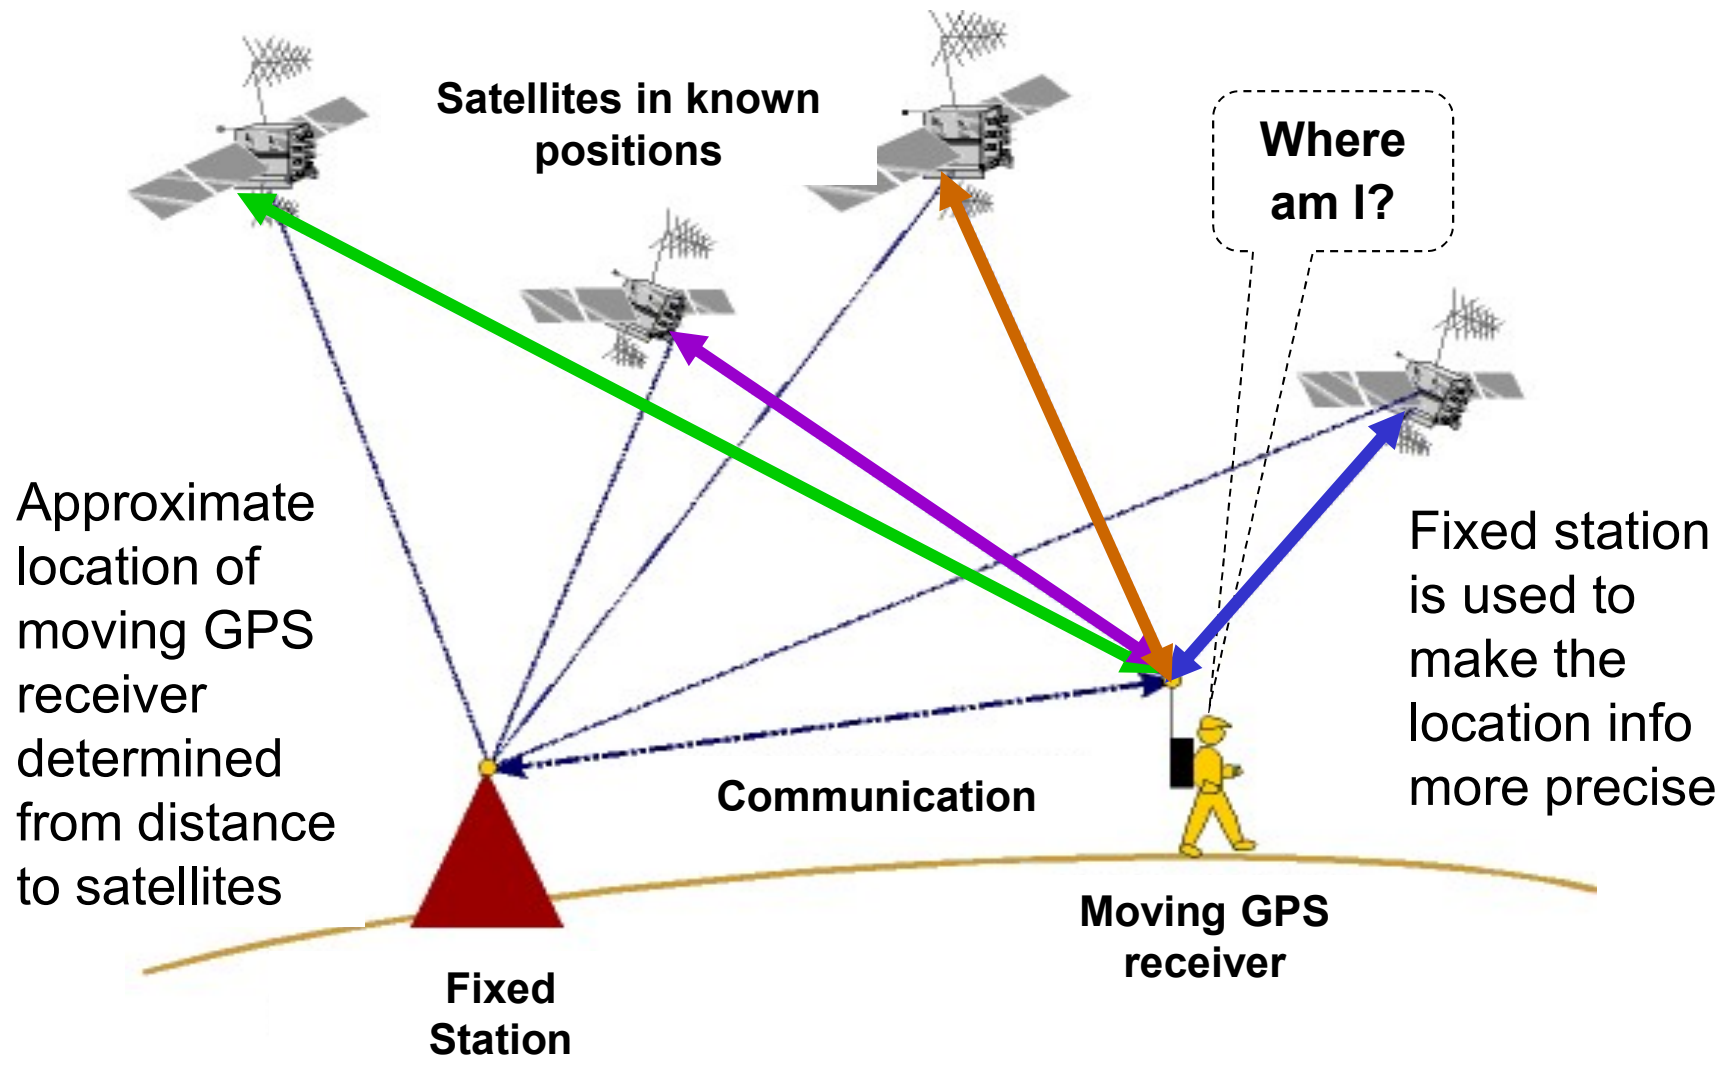 Satellites in known
positions
Where
am I?
Approximate
location of
moving GPS
receiver
determined
from distance
to satellites
Fixed station
is used to
make the
location info
more precise
Communication
Moving GPS
receiver
Fixed
Station